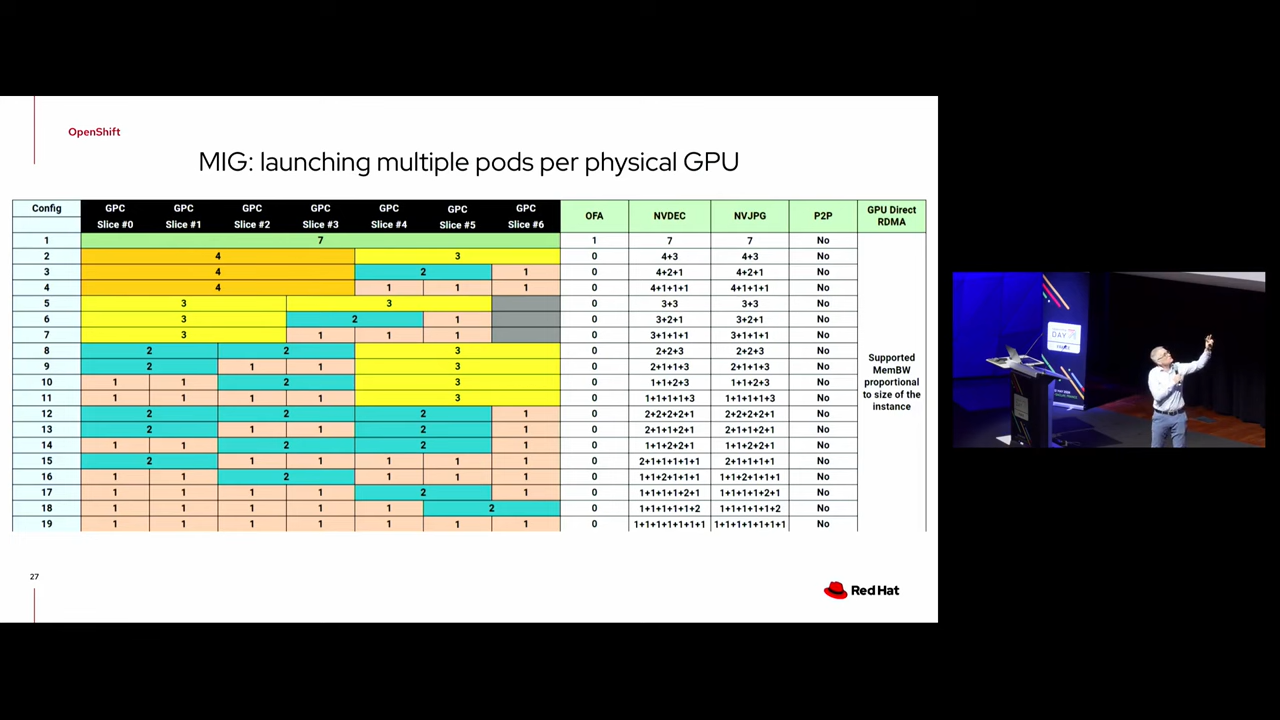 OpenShift
MIG: launching multiple pods per physical GPU
Config GPC Slice #0 GPC Slice #1 GPC Slice #2 GPC Slice #3 GPC Slice #4 GPC Slice #5 GPC Slice #6 OFA NVDEC NVJPG P2P GPU Direct RDMA
1 7 1 7 7 No
2 4 3 0 4+3 4+3 No
3 4 2 1 0 4+2+1 4+2+1 No
4 4 1 1 1 0 4+1+1+1 4+1+1+1 No
5 3 3 0 3+3 3+3 No
6 3 2 1 0 3+2+1 3+2+1 No
7 3 1 1 1 0 3+1+1+1 3+1+1+1 No
8 2 2 3 0 2+2+3 2+2+3 No
9 2 1 1 3 0 2+1+1+3 2+1+1+3 No
10 1 1 2 3 0 1+1+2+3 1+1+2+3 No
11 1 1 1 1 3 0 1+1+1+1+3 1+1+1+1+3 No
12 2 2 2 1 0 2+2+2+1 2+2+2+1 No
13 2 1 1 2 1 0 2+1+1+2+1 2+1+1+2+1 No
14 1 1 2 2 1 0 1+1+2+2+1 1+1+2+2+1 No
15 2 1 1 1 1 1 0 2+1+1+1+1+1 2+1+1+1+1 No
16 1 1 2 1 1 1 0 1+1+2+1+1+1 1+1+2+1+1+1 No
17 1 1 1 1 2 1 0 1+1+1+1+2+1 1+1+1+1+2+1 No
18 1 1 1 1 1 2 0 1+1+1+1+1+2 1+1+1+1+1+2 No
19 1 1 1 1 1 1 1 0 1+1+1+1+1+1+1 1+1+1+1+1+1+1 No
Supported
MemBW
proportional
to size of the
instance
27
Red Hat
DAY